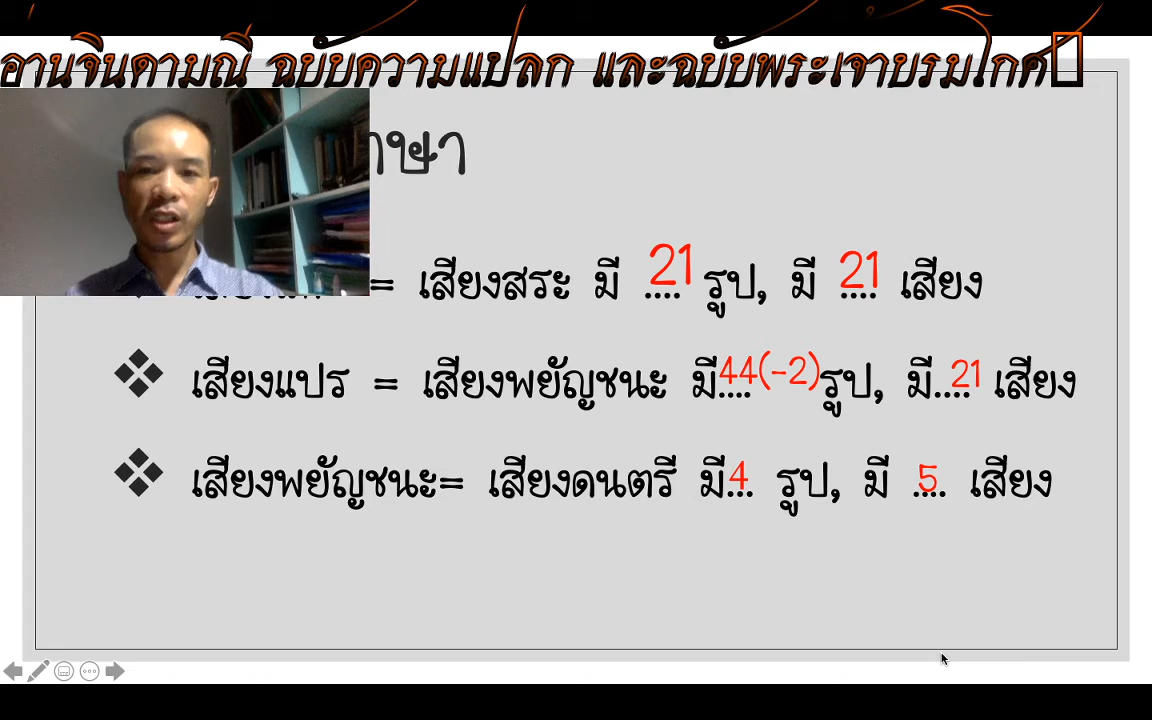 อานจินดามณี ฉบับความแปลก และฉบับพระเจ้าบรมโกศ
าษา
= เสียงสระ มี ..21.. รูป, มี ..21.. เสียง
❖ เสียงแปร = เสียงพยัญชนะ มี44(-2)....รูป, มี....21 เสียง
❖ เสียงพยัญชนะ= เสียงดนตรี มี4... รูป, มี 5.... เสียง